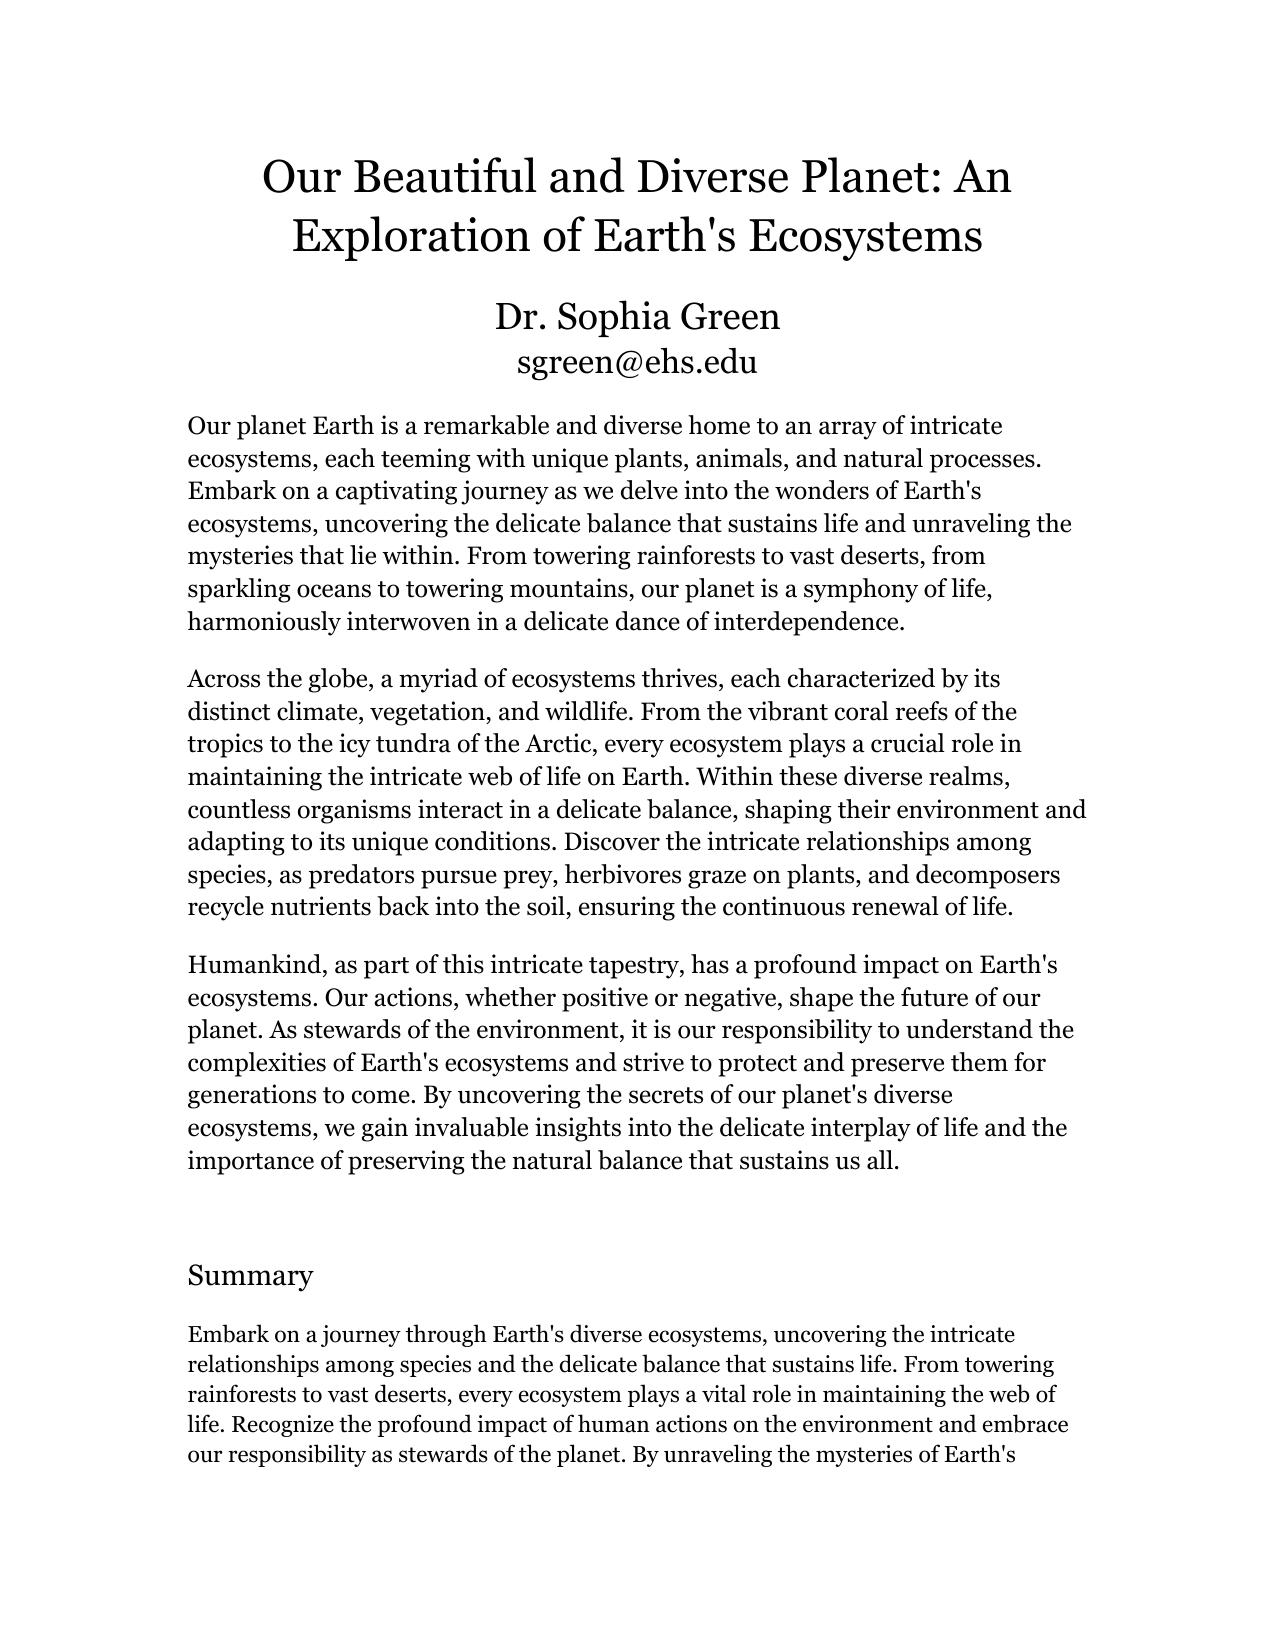 Our Beautiful and Diverse Planet: An
Exploration of Earth's Ecosystems
Dr. Sophia Green
sgreen@ehs.edu
Our planet Earth is a remarkable and diverse home to an array of intricate
ecosystems, each teeming with unique plants, animals, and natural processes.
Embark on a captivating journey as we delve into the wonders of Earth's
ecosystems, uncovering the delicate balance that sustains life and unraveling the
mysteries that lie within. From towering rainforests to vast deserts, from
sparkling oceans to towering mountains, our planet is a symphony of life,
harmoniously interwoven in a delicate dance of interdependence.
Across the globe, a myriad of ecosystems thrives, each characterized by its
distinct climate, vegetation, and wildlife. From the vibrant coral reefs of the
tropics to the icy tundra of the Arctic, every ecosystem plays a crucial role in
maintaining the intricate web of life on Earth. Within these diverse realms,
countless organisms interact in a delicate balance, shaping their environment and
adapting to its unique conditions. Discover the intricate relationships among
species, as predators pursue prey, herbivores graze on plants, and decomposers
recycle nutrients back into the soil, ensuring the continuous renewal of life.
Humankind, as part of this intricate tapestry, has a profound impact on Earth's
ecosystems. Our actions, whether positive or negative, shape the future of our
planet. As stewards of the environment, it is our responsibility to understand the
complexities of Earth's ecosystems and strive to protect and preserve them for
generations to come. By uncovering the secrets of our planet's diverse
ecosystems, we gain invaluable insights into the delicate interplay of life and the
importance of preserving the natural balance that sustains us all.
Summary
Embark on a journey through Earth's diverse ecosystems, uncovering the intricate
relationships among species and the delicate balance that sustains life. From towering
rainforests to vast deserts, every ecosystem plays a vital role in maintaining the web of
life. Recognize the profound impact of human actions on the environment and embrace
our responsibility as stewards of the planet. By unraveling the mysteries of Earth's